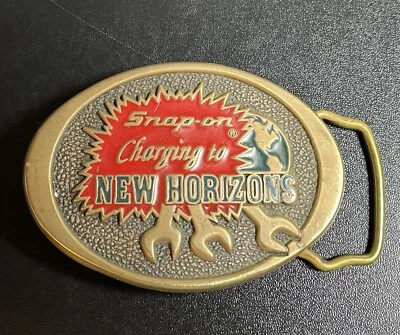 Snap-on®
Charging to
NEW HORIZONS